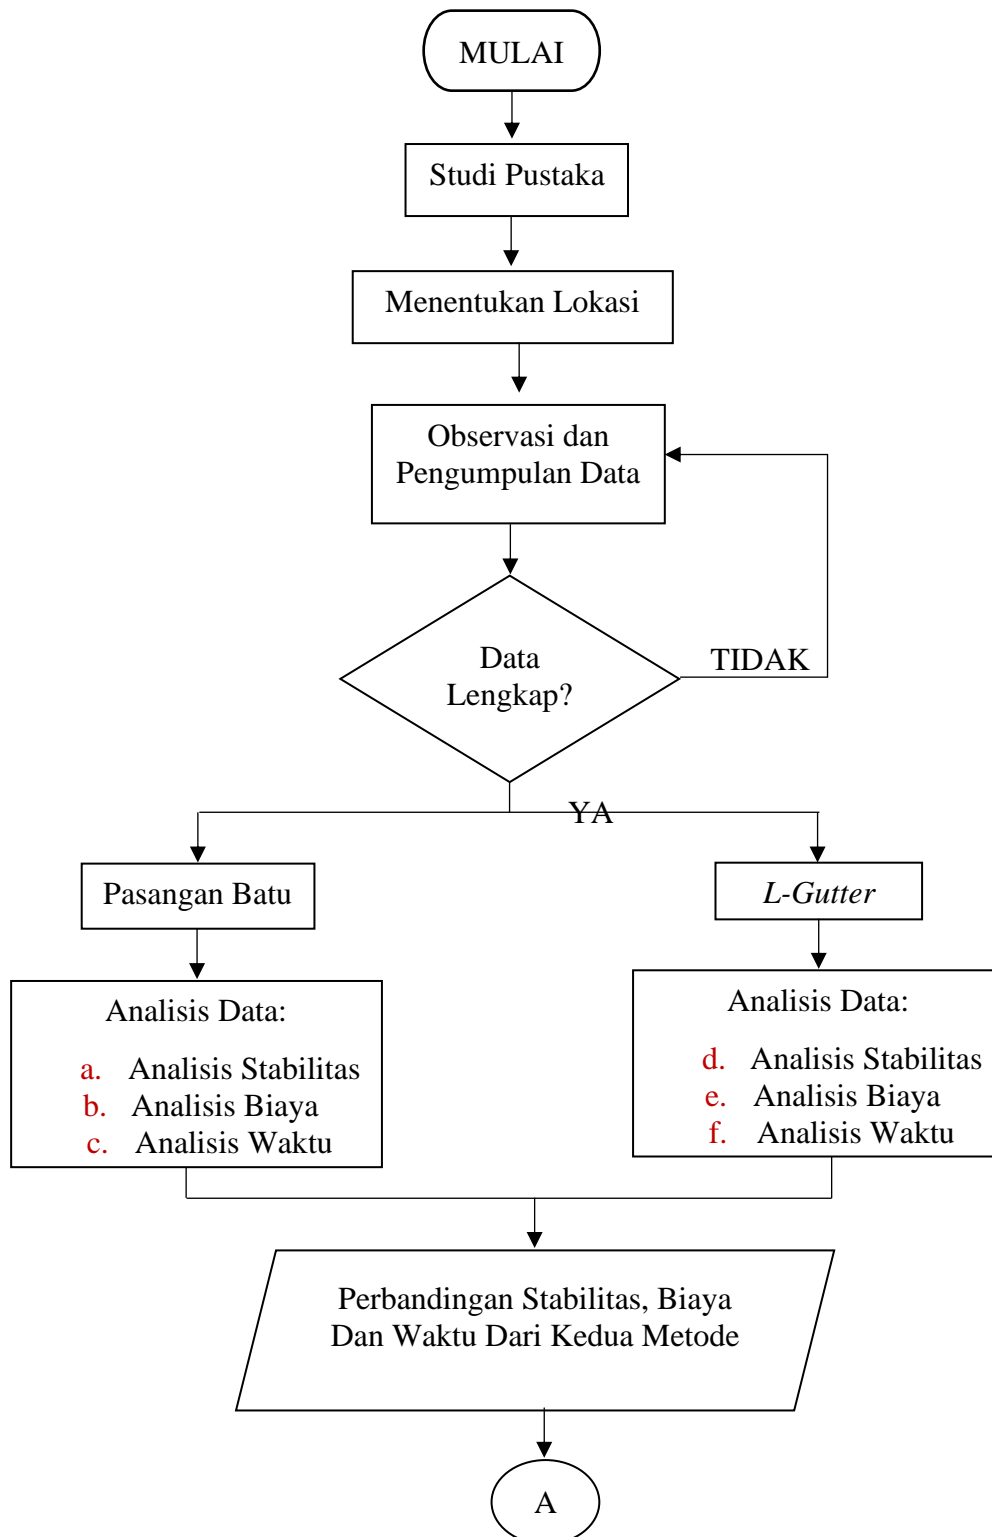 MULAI
Studi Pustaka
Menentukan Lokasi
Observasi dan
Pengumpulan Data
Data
Lengkap?
TIDAK
YA
Pasangan Batu
Analisis Data:
a. Analisis Stabilitas
b. Analisis Biaya
c. Analisis Waktu
L-Gutter
Analisis Data:
d. Analisis Stabilitas
e. Analisis Biaya
f. Analisis Waktu
Perbandingan Stabilitas, Biaya
Dan Waktu Dari Kedua Metode
A